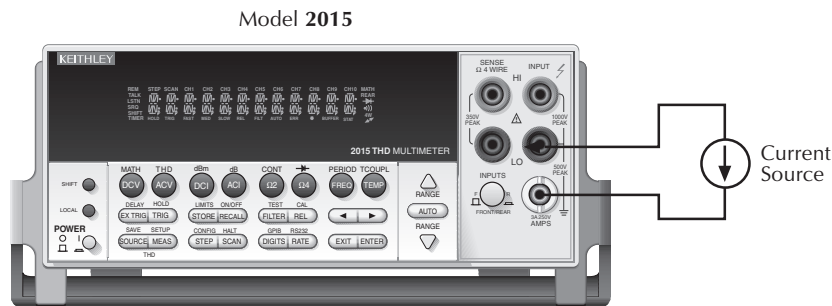 Model 2015
KEITHLEY
REM STEP SCAN CH1 CH2 CH3 CH4 CH5 CH6 CH7 CH8 CH9 CH10 MATH
TALK REAR
LSTN
SRQ
SHIFT 4W
TIMER HOLD TRIG FAST MED SLOW REL FILT AUTO ERR BUFFER STAT
2015 THD MULTIMETER
SENSE
Ω 4 WIRE
INPUT
HI
350V
PEAK
1000V
PEAK
LO
500V
PEAK
INPUTS
F R
FRONT/REAR
3A 250V
AMPS
MATH THD dBm dB CONT PERIOD TCOUPL
SHIFT DCV ACV DCI ACI Ω2 Ω4 FREQ TEMP
DELAY HOLD LIMITS ON/OFF TEST CAL
LOCAL EX TRIG TRIG STORE RECALL FILTER REL
POWER
O I
SAVE SETUP CONFIG HALT GPIB RS232
SOURCE MEAS STEP SCAN DIGITS RATE EXIT ENTER
THD
RANGE
AUTO
RANGE
Current
Source